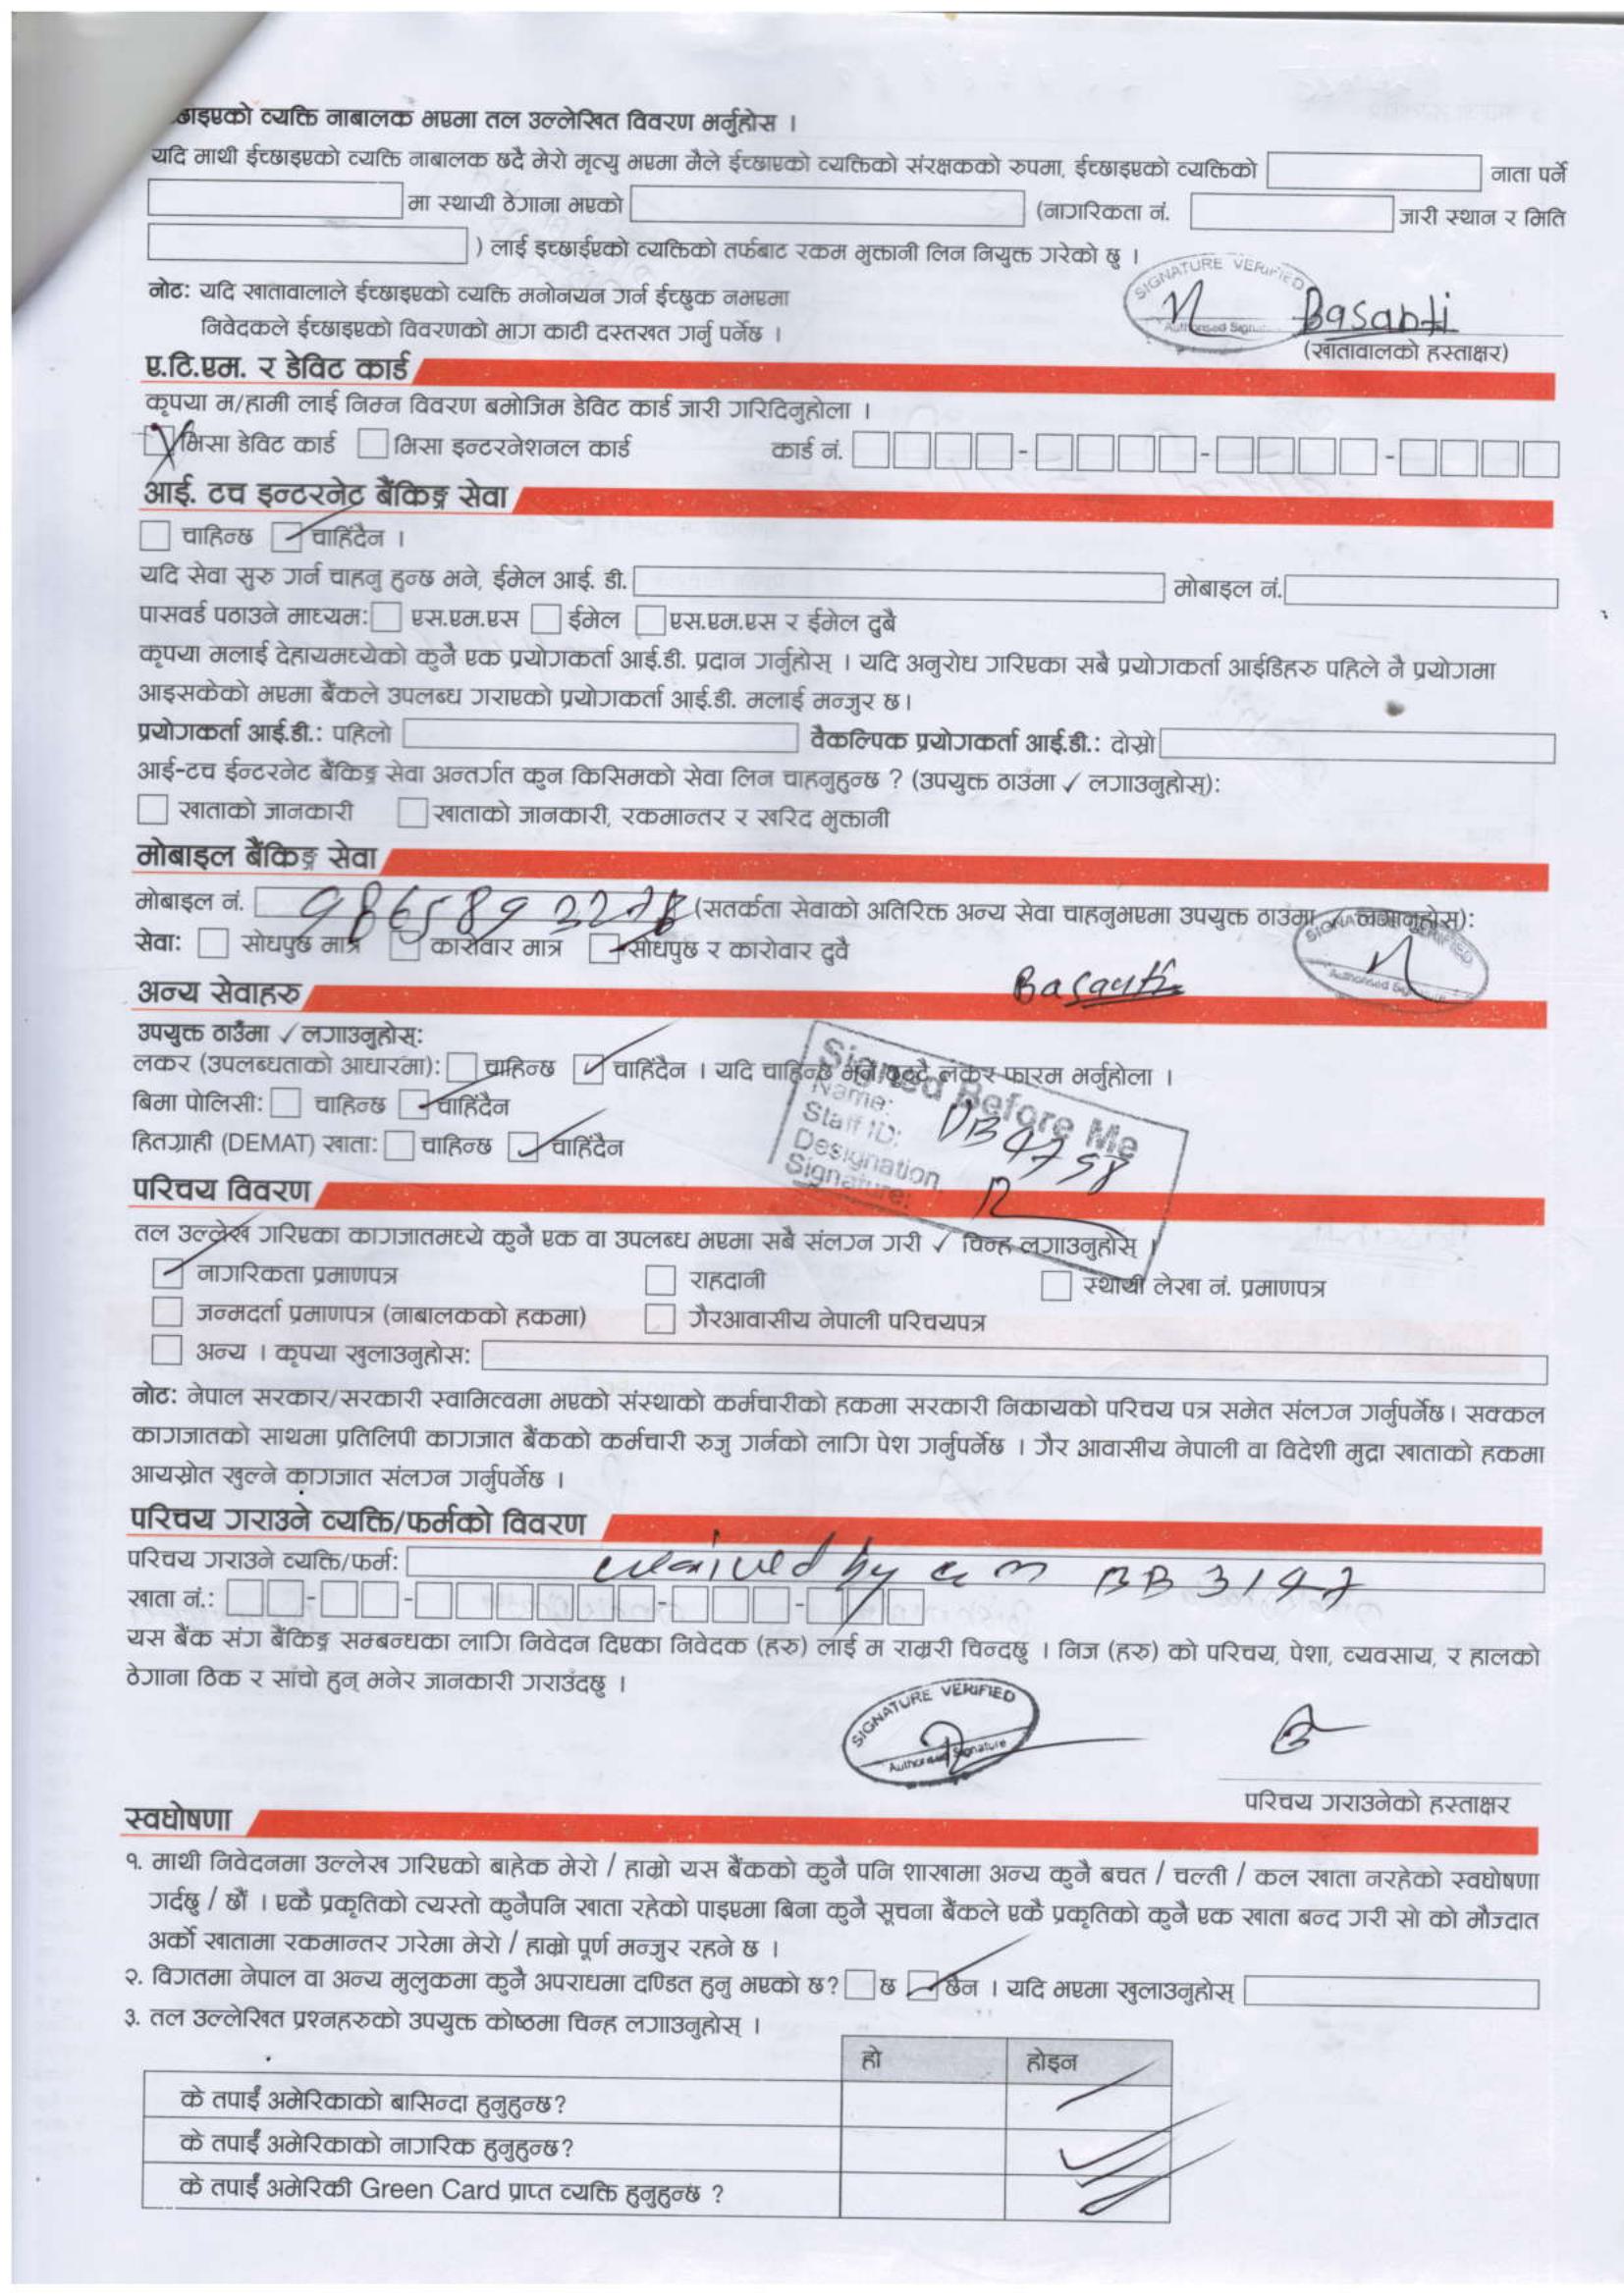 व्यक्ति नाबालक भएमा तल उल्लेखित विवरण भर्नुहोस ।
यदि माथी ईच्छाइएको व्यक्ति नाबालक छदै मेरो मृत्यु भएमा मैले ईच्छाएको व्यक्तिको संरक्षकको रुपमा, ईच्छाइएको व्यक्तिको नाता पर्ने
मा स्थायी ठेगाना भएको (नागरिकता नं. जारी स्थान र मिति
) लाई इच्छाईएको व्यक्तिको तर्फबाट रकम भुक्तानी लिन नियुक्त गरेको छु ।
SIGNATURE VERIFIED
नोट: यदि खातावालाले ईच्छाइएको व्यक्ति मनोनयन गर्न ईच्छुक नभएमा
Authorised Signature Basanti
निवेदकले ईच्छाइएको विवरणको भाग काटी दस्तखत गर्नु पर्नेछ ।
(खातावालको हस्ताक्षर)
ए.टि.एम. र डेविट कार्ड
कृपया म/हामी लाई निम्न विवरण बमोजिम डेविट कार्ड जारी गरिदिनुहोला ।
भिसा डेविट कार्ड भिसा इन्टरनेशनल कार्ड कार्ड नं. - - -
आई. टच इन्टरनेट बैंकिङ्ग सेवा
चाहिन्छ चाहिंदैन ।
यदि सेवा सुरु गर्न चाहनु हुन्छ भने, ईमेल आई. डी. मोबाइल नं.
पासवर्ड पठाउने माध्यम: एस.एम.एस ईमेल एस.एम.एस र ईमेल दुबै
कृपया मलाई देहायमध्येको कुनै एक प्रयोगकर्ता आई.डी. प्रदान गर्नुहोस् । यदि अनुरोध गरिएका सबै प्रयोगकर्ता आईडिहरु पहिले नै प्रयोगमा
आइसकेको भएमा बैंकले उपलब्ध गराएको प्रयोगकर्ता आई.डी. मलाई मन्जुर छ।
प्रयोगकर्ता आई.डी.: पहिलो वैकल्पिक प्रयोगकर्ता आई.डी.: दोस्रो
आई-टच ईन्टरनेट बैंकिङ्ग सेवा अन्तर्गत कुन किसिमको सेवा लिन चाहनुहुन्छ ? (उपयुक्त ठाउंमा ✓ लगाउनुहोस्):
खाताको जानकारी खाताको जानकारी, रकमान्तर र खरिद भुक्तानी
मोबाइल बैंकिङ्ग सेवा
मोबाइल नं. (सतर्कता सेवाको अतिरिक्त अन्य सेवा चाहनुभएमा उपयुक्त ठाउंमा ✓ लगाउनुहोस्):
सेवा: सोधपुछ मात्र कारोवार मात्र सोधपुछ र कारोवार दुवै
अन्य सेवाहरु
उपयुक्त ठाउँमा ✓ लगाउनुहोस्:
लकर (उपलब्धताको आधारमा): चाहिन्छ चाहिंदैन । यदि चाहिन्छ भने छुट्टै लकर फारम भर्नुहोला ।
बिमा पोलिसी: चाहिन्छ चाहिंदैन
हितग्राही (DEMAT) खाता: चाहिन्छ चाहिंदैन
Signed Before Me
Name:
Staff ID: 4758
Designation
Signature:
परिचय विवरण
तल उल्लेख गरिएका कागजातमध्ये कुनै एक वा उपलब्ध भएमा सबै संलग्न गरी ✓ चिन्ह लगाउनुहोस् ।
नागरिकता प्रमाणपत्र राहदानी स्थायी लेखा नं. प्रमाणपत्र
जन्मदर्ता प्रमाणपत्र (नाबालकको हकमा) गैरआवासीय नेपाली परिचयपत्र
अन्य । कृपया खुलाउनुहोस:
नोट: नेपाल सरकार/सरकारी स्वामित्वमा भएको संस्थाको कर्मचारीको हकमा सरकारी निकायको परिचय पत्र समेत संलग्न गर्नुपर्नेछ। सक्कल
कागजातको साथमा प्रतिलिपी कागजात बैंकको कर्मचारी रुजु गर्नको लागि पेश गर्नुपर्नेछ । गैर आवासीय नेपाली वा विदेशी मुद्रा खाताको हकमा
आयस्रोत खुल्ने कागजात संलग्न गर्नुपर्नेछ ।
परिचय गराउने व्यक्ति/फर्मको विवरण
परिचय गराउने व्यक्ति/फर्म: by BB 3147
खाता नं.: - - - -
यस बैंक संग बैंकिङ्ग सम्बन्धका लागि निवेदन दिएका निवेदक (हरु) लाई म राम्ररी चिन्दछु । निज (हरु) को परिचय, पेशा, व्यवसाय, र हालको
ठेगाना ठिक र सांचो हुन् भनेर जानकारी गराउंदछु ।
SIGNATURE VERIFIED
Authorised Signature
परिचय गराउनेको हस्ताक्षर
स्वघोषणा
१. माथी निवेदनमा उल्लेख गरिएको बाहेक मेरो / हाम्रो यस बैंकको कुनै पनि शाखामा अन्य कुनै बचत / चल्ती / कल खाता नरहेको स्वघोषणा
गर्दछु / छौं । एकै प्रकृतिको त्यस्तो कुनैपनि खाता रहेको पाइएमा बिना कुनै सूचना बैंकले एकै प्रकृतिको कुनै एक खाता बन्द गरी सो को मौज्दात
अर्को खातामा रकमान्तर गरेमा मेरो / हाम्रो पूर्ण मन्जुर रहने छ ।
२. विगतमा नेपाल वा अन्य मुलुकमा कुनै अपराधमा दण्डित हुनु भएको छ? छ छैन । यदि भएमा खुलाउनुहोस्
३. तल उल्लेखित प्रश्नहरुको उपयुक्त कोष्ठमा चिन्ह लगाउनुहोस् ।
हो होइन
के तपाईं अमेरिकाको बासिन्दा हुनुहुन्छ?
के तपाईं अमेरिकाको नागरिक हुनुहुन्छ?
के तपाईं अमेरिकी Green Card प्राप्त व्यक्ति हुनुहुन्छ ?